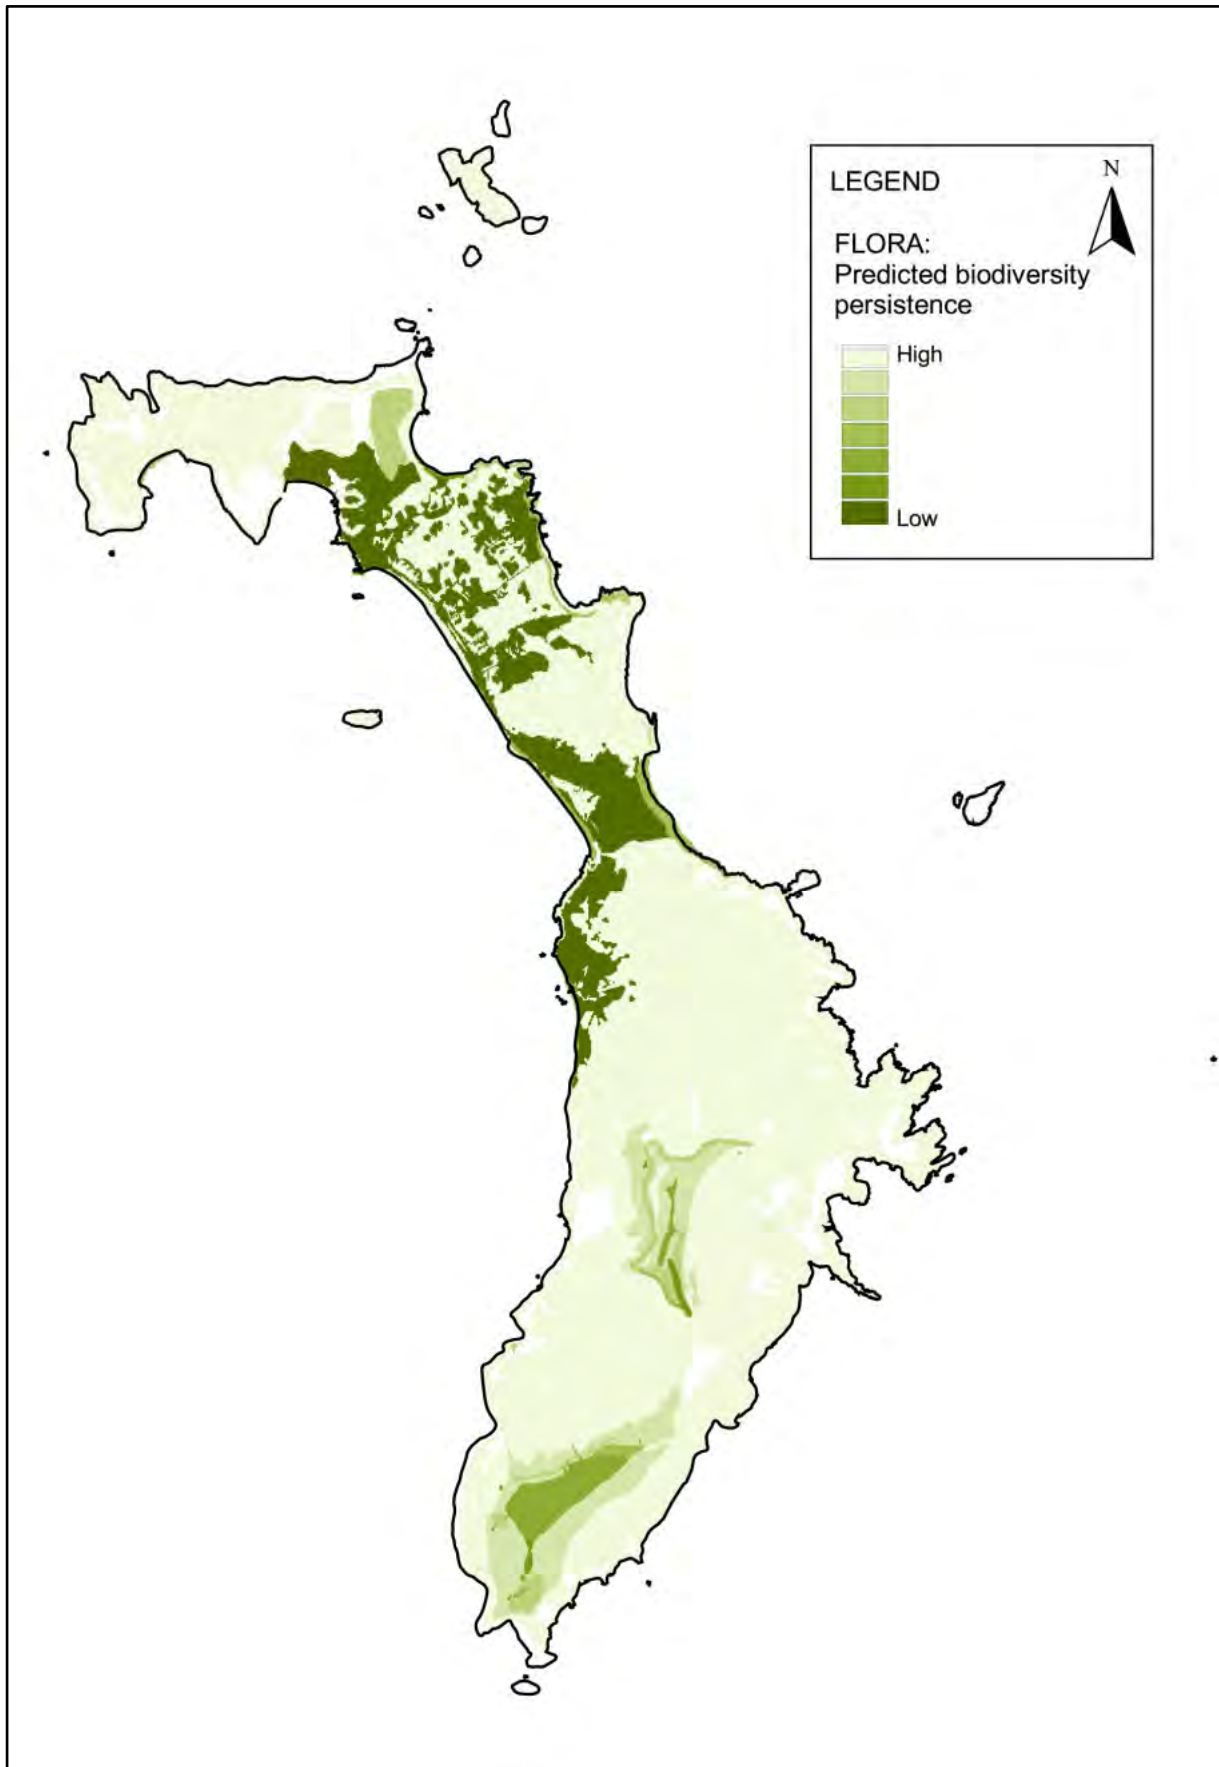 LEGEND
N
FLORA:
Predicted biodiversity
persistence
High
Low